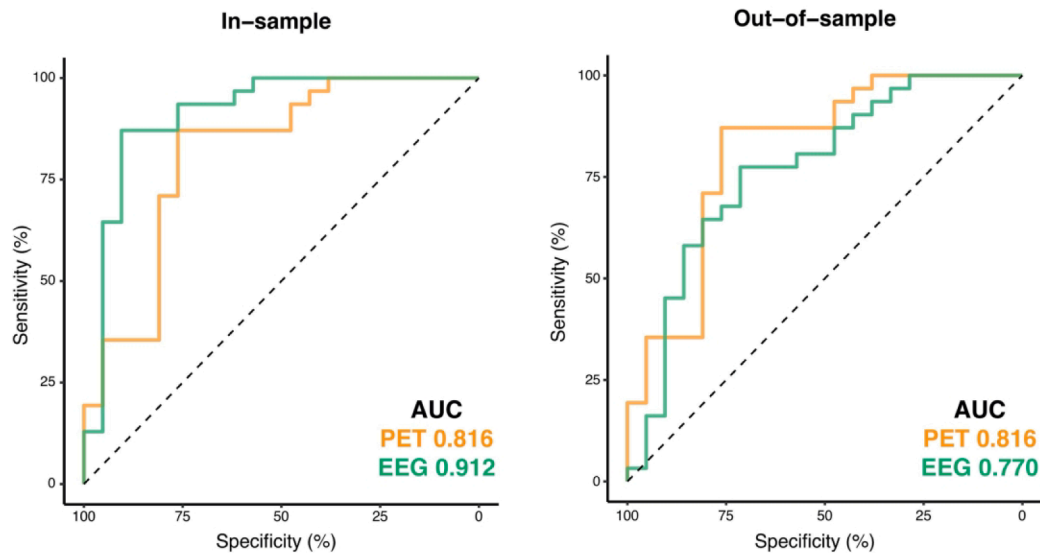 In-sample
100
75
50
25
0
Sensitivity (%)
AUC
PET 0.816
EEG 0.912
100 75 50 25 0
Specificity (%)
Out-of-sample
100
75
50
25
0
Sensitivity (%)
AUC
PET 0.816
EEG 0.770
100 75 50 25 0
Specificity (%)